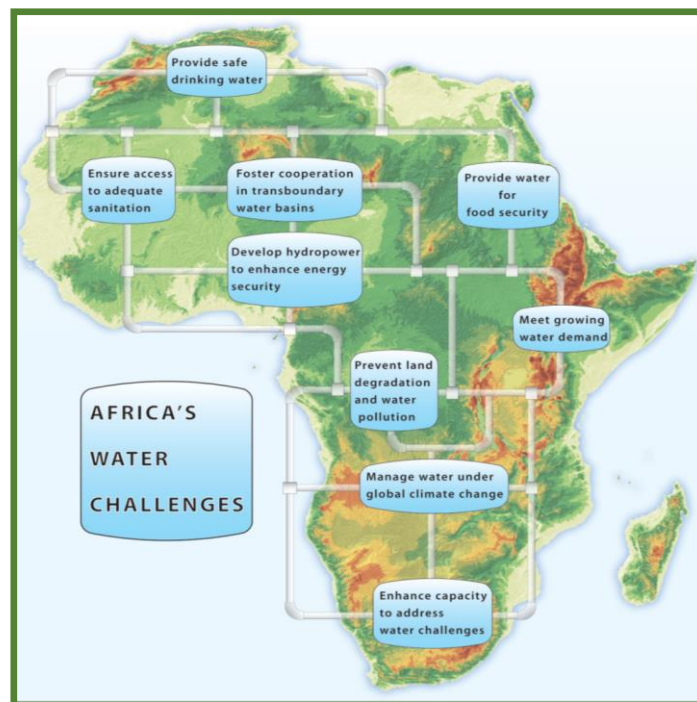 Provide safe
drinking water
Ensure access
to adequate
sanitation
Foster cooperation
in transboundary
water basins
Provide water
for
food security
Develop hydropower
to enhance energy
security
Meet growing
water demand
Prevent land
degradation
and water
pollution
AFRICA'S
WATER
CHALLENGES
Manage water under
global climate change
Enhance capacity
to address
water challenges